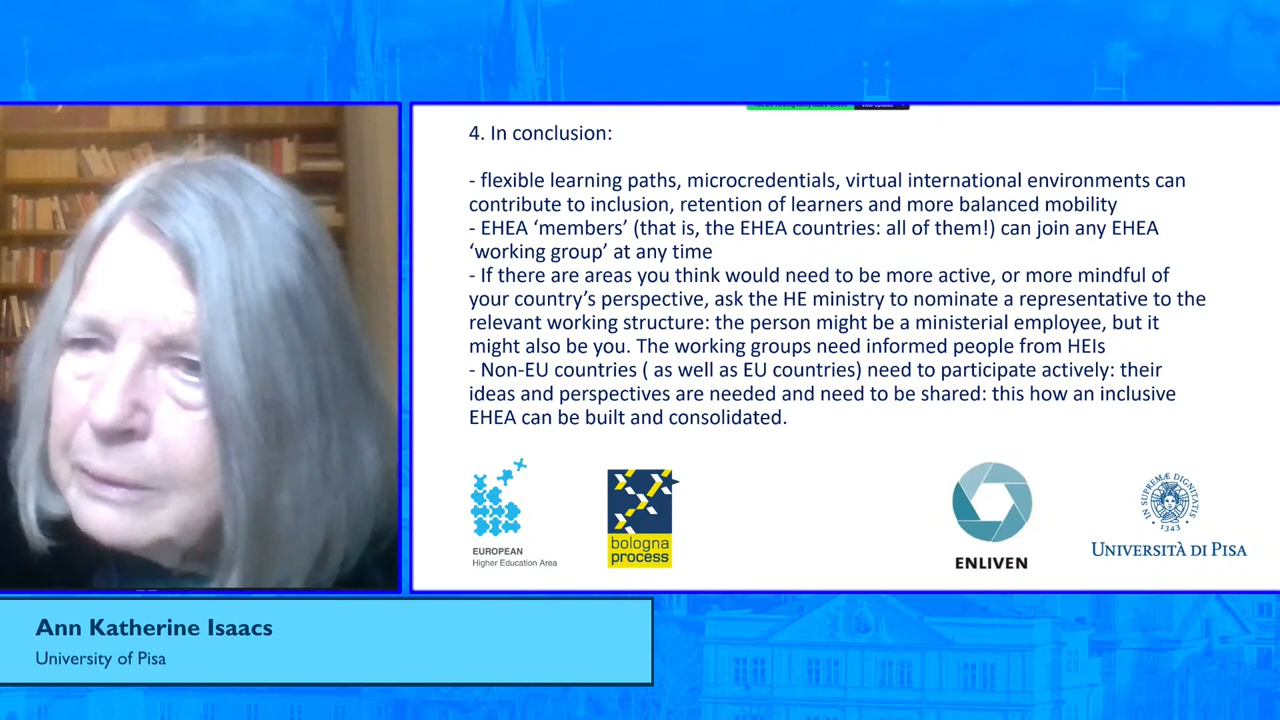 4. In conclusion:
- flexible learning paths, microcredentials, virtual international environments can
contribute to inclusion, retention of learners and more balanced mobility
- EHEA ‘members’ (that is, the EHEA countries: all of them!) can join any EHEA
‘working group’ at any time
- If there are areas you think would need to be more active, or more mindful of
your country’s perspective, ask the HE ministry to nominate a representative to the
relevant working structure: the person might be a ministerial employee, but it
might also be you. The working groups need informed people from HEIs
- Non-EU countries ( as well as EU countries) need to participate actively: their
ideas and perspectives are needed and need to be shared: this how an inclusive
EHEA can be built and consolidated.
EUROPEAN
Higher Education Area
bologna
process
ENLIVEN
IN SUPREMÆ DIGNITATIS
1343
UNIVERSITÀ DI PISA
Ann Katherine Isaacs
University of Pisa